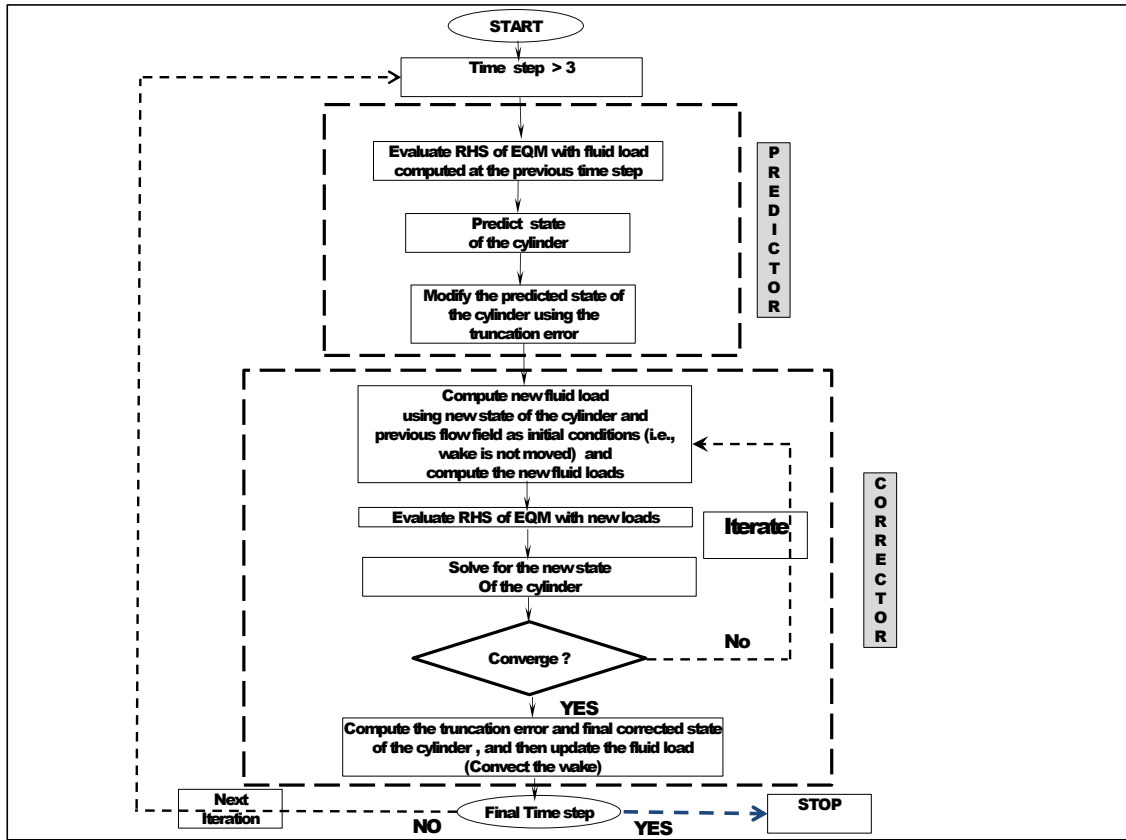 START
Time step > 3
Evaluate RHS of EQM with fluid load
computed at the previous time step
Predict state
of the cylinder
Modify the predicted state of
the cylinder using the
truncation error
PREDICTOR
Compute new fluid load
using new state of the cylinder and
previous flow field as initial conditions (i.e.,
wake is not moved) and
compute the new fluid loads
Evaluate RHS of EQM with new loads
Iterate
Solve for the new state
Of the cylinder
CORRECTOR
Converge ?
No
YES
Compute the truncation error and final corrected state
of the cylinder , and then update the fluid load
(Convect the wake)
Next
Iteration
NO
Final Time step
YES
STOP